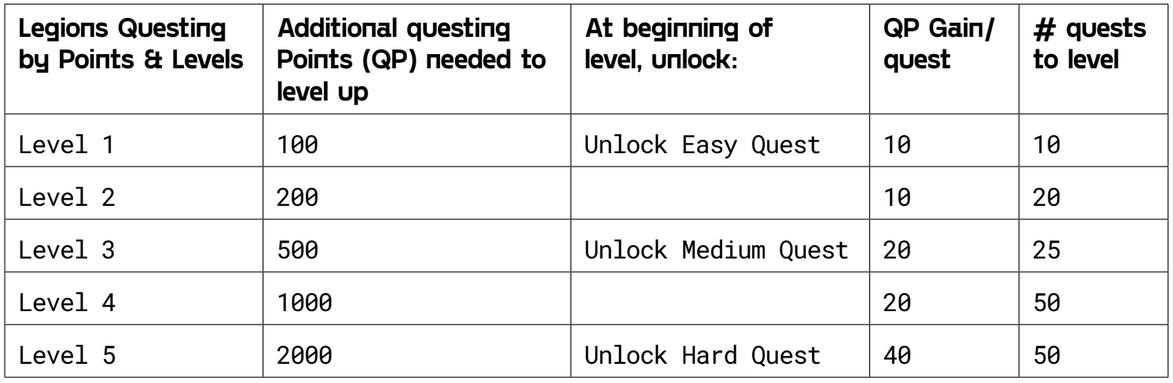 Legions Questing by Points & Levels
Additional questing Points (QP) needed to level up
At beginning of level, unlock:
QP Gain/ quest
# quests to level
Level 1 100 Unlock Easy Quest 10 10
Level 2 200 10 20
Level 3 500 Unlock Medium Quest 20 25
Level 4 1000 20 50
Level 5 2000 Unlock Hard Quest 40 50